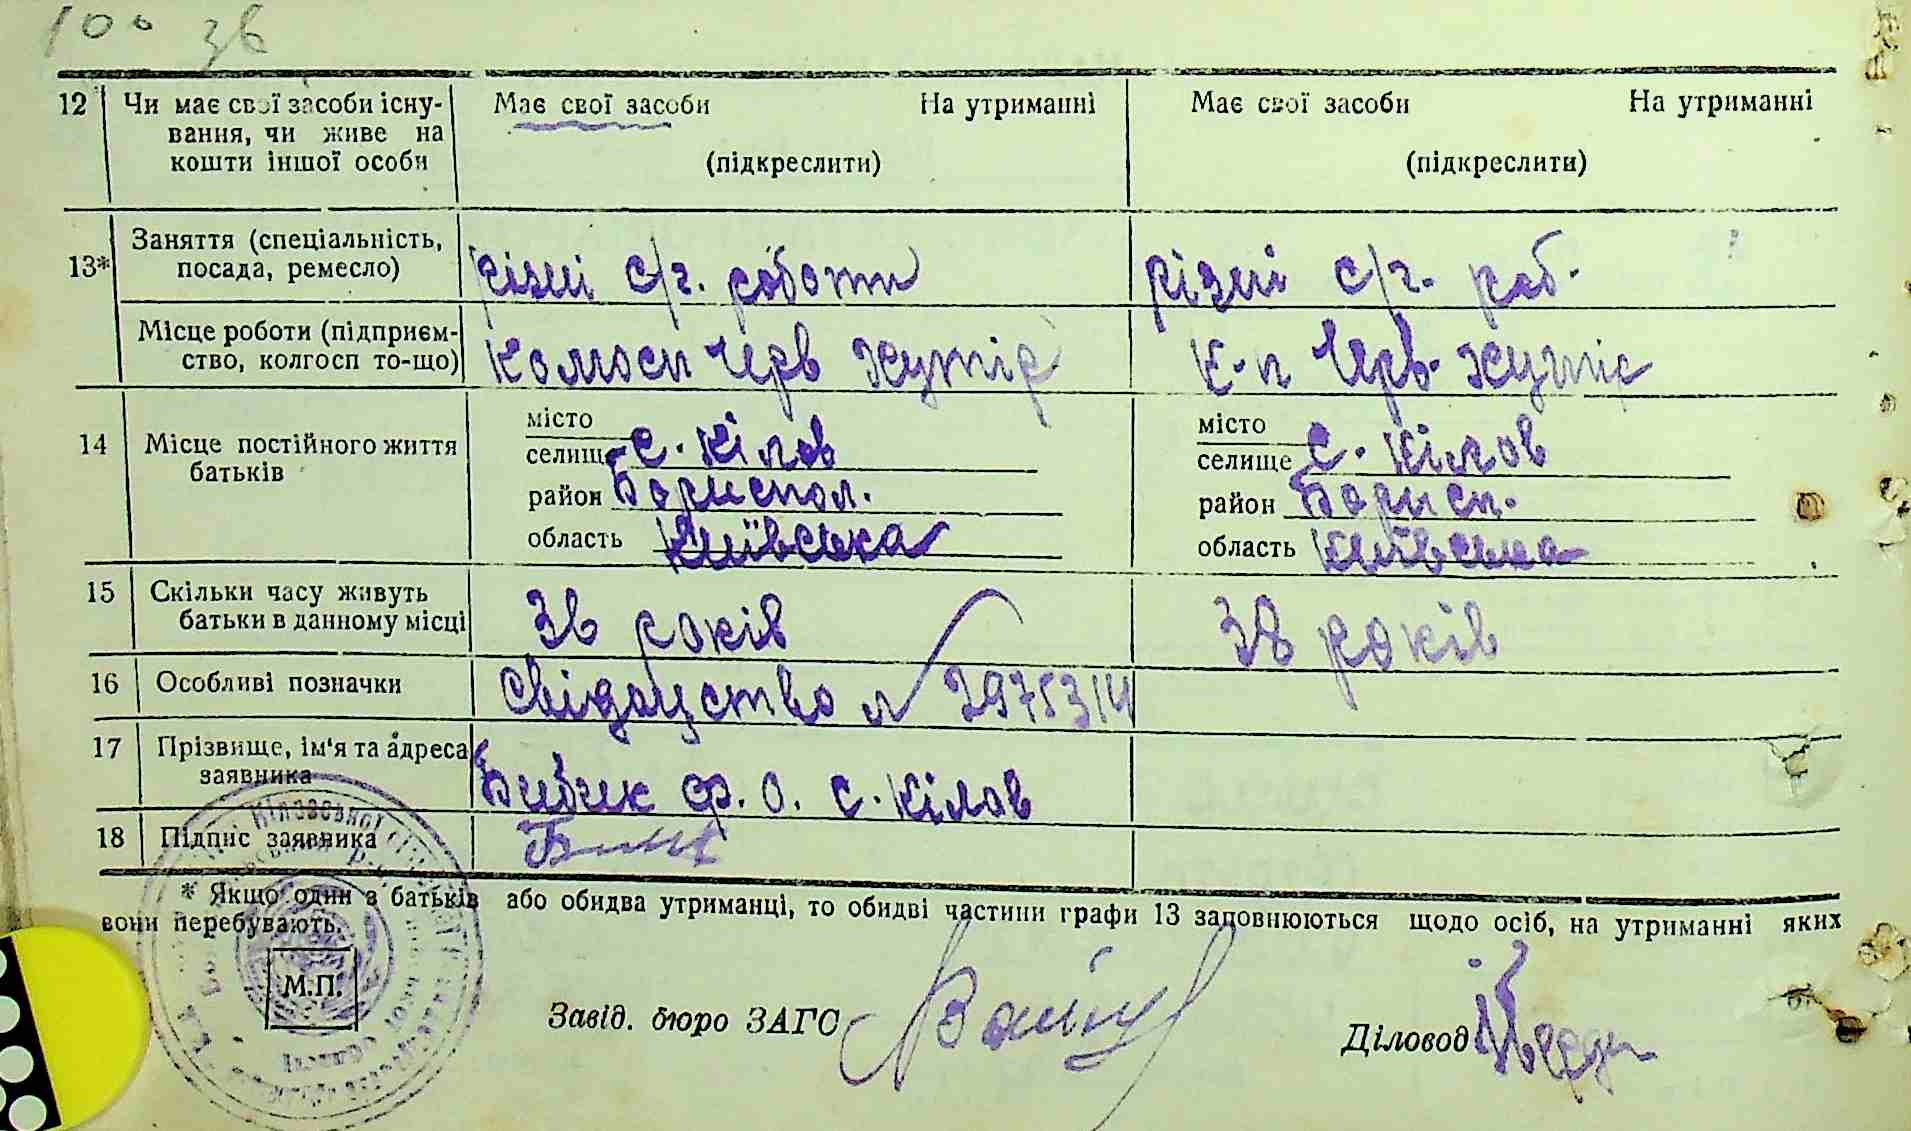 10° 36
12 Чи має свої засоби існу- Має свої засоби На утриманні Має свої засоби На утриманні
вання, чи живе на
кошти іншої особи (підкреслити) (підкреслити)
13* Заняття (спеціальність,
посада, ремесло) різні с/г. роботи різні с/г. роб.
Місце роботи (підприєм-
ство, колгосп то-що) Колгосп Черв Хутір к-п Черв. Хутір
14 Місце постійного життя
батьків
місто місто
селище с. Кілов селище с. Кілов
район Бориспол. район Борисп.
область Київська область Київська
15 Скільки часу живуть
батьки в данному місці 36 років 38 років
16 Особливі позначки Свідоцтво № 2975314
17 Прізвище, ім'я та адреса
заявника Бибик Ф. О. с. Кілов
18 Підпис заявника
* Якщо один з батьків або обидва утриманці, то обидві частини графи 13 заповнюються щодо осіб, на утриманні яких
вони перебувають.
М.П.
Завід. бюро ЗАГС Діловод